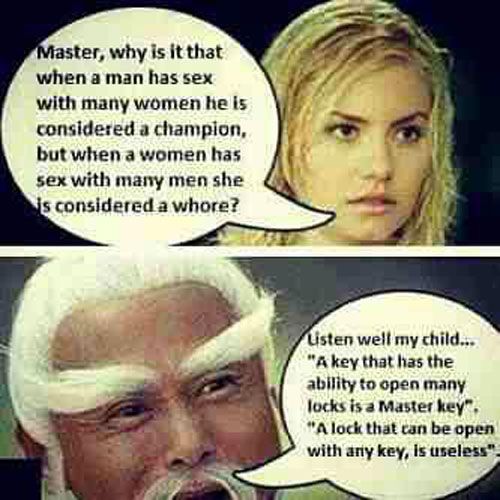 Master, why is it that
when a man has sex
with many women he is
considered a champion,
but when a women has
sex with many men she
is considered a whore?
Listen well my child...
"A key that has the
ability to open many
locks is a Master key".
"A lock that can be open
with any key, is useless".